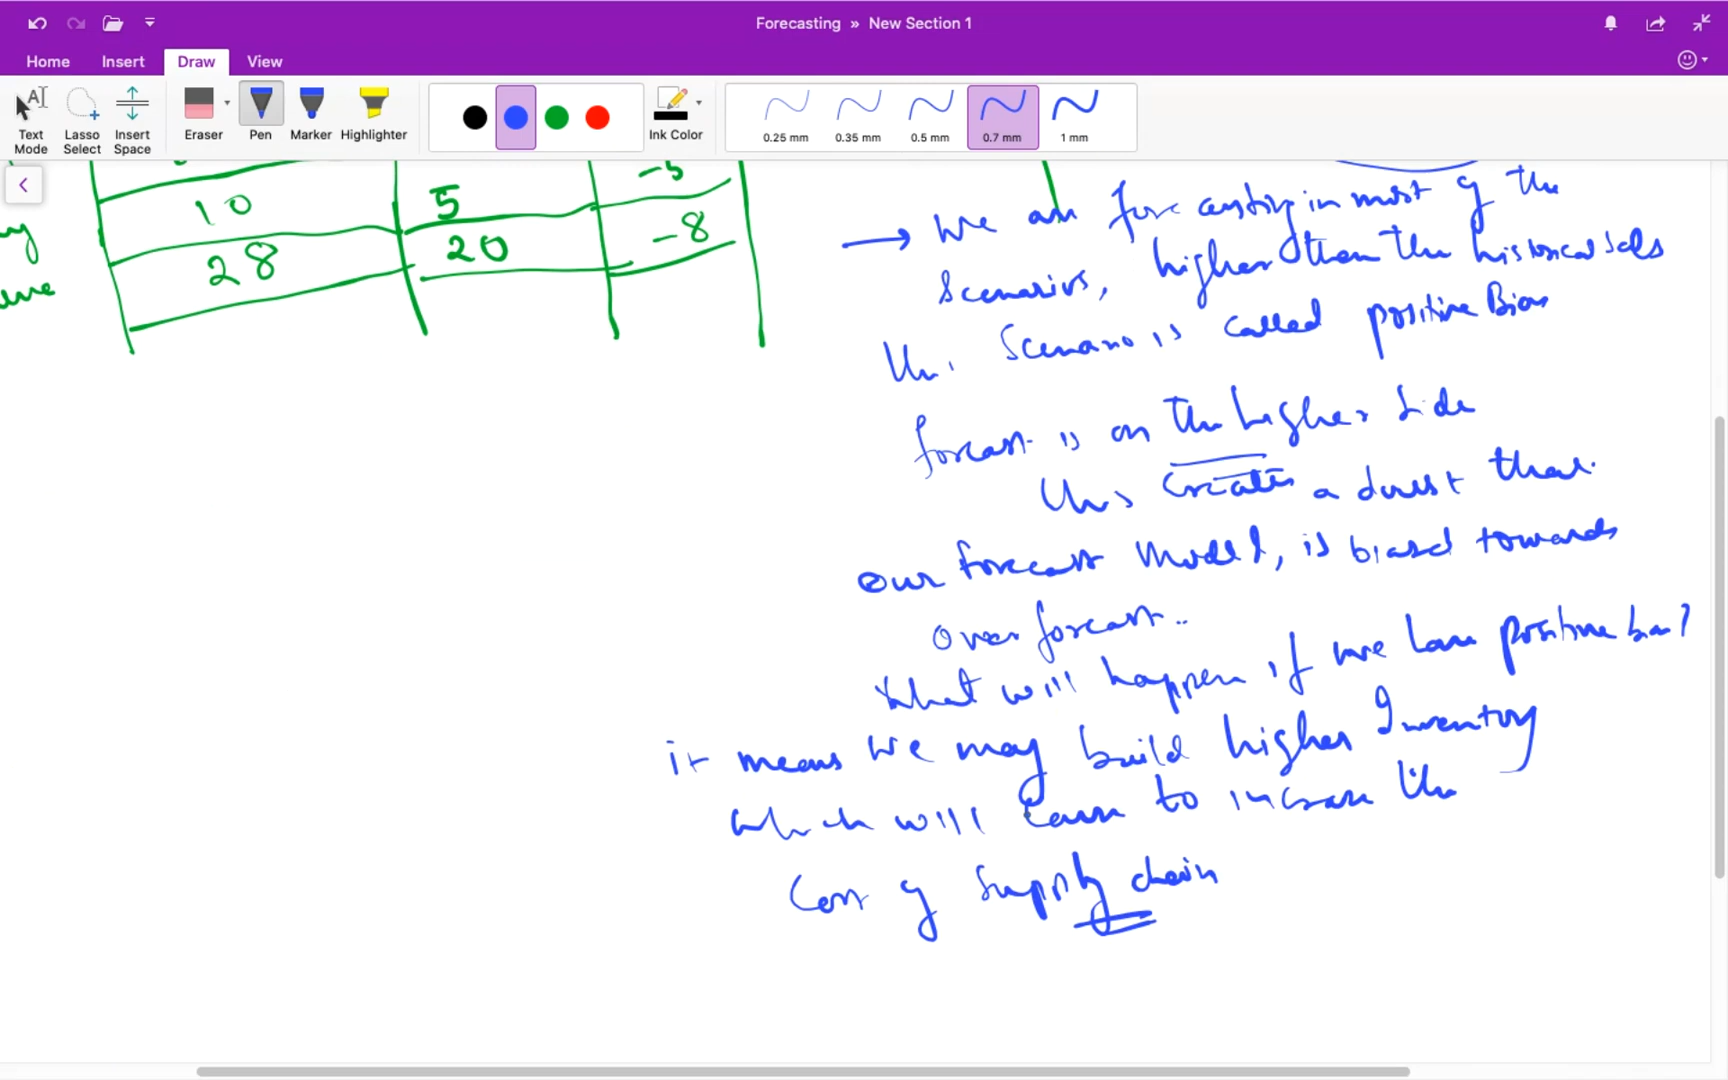 Forecasting » New Section 1
Home Insert Draw View
Text Mode
Lasso Select
Insert Space
Eraser
Pen
Marker
Highlighter
Ink Color
0.25 mm
0.35 mm
0.5 mm
0.7 mm
1 mm
-5
10 5
28 20 -8
→ We are forecasting in most of the
Scenarios, higher than the historical Sales
this Scenario is called positive Bias
forecast is on the higher side
this creates a doubt that
our forecast Model, is biased towards
over forecast..
What will happen if we have positive bias?
it means we may build higher Inventory
which will cause to increase the
Cost of Supply chain